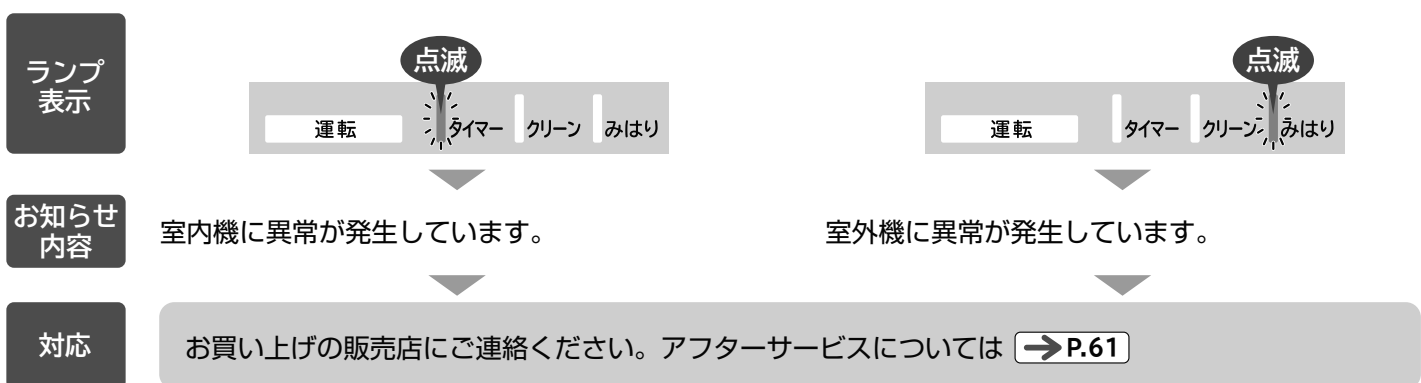 ランプ
表示
点滅
運転 タイマー クリーン みはり
点滅
運転 タイマー クリーン みはり
お知らせ
内容
室内機に異常が発生しています。
室外機に異常が発生しています。
対応
お買い上げの販売店にご連絡ください。アフターサービスについては ➔P.61